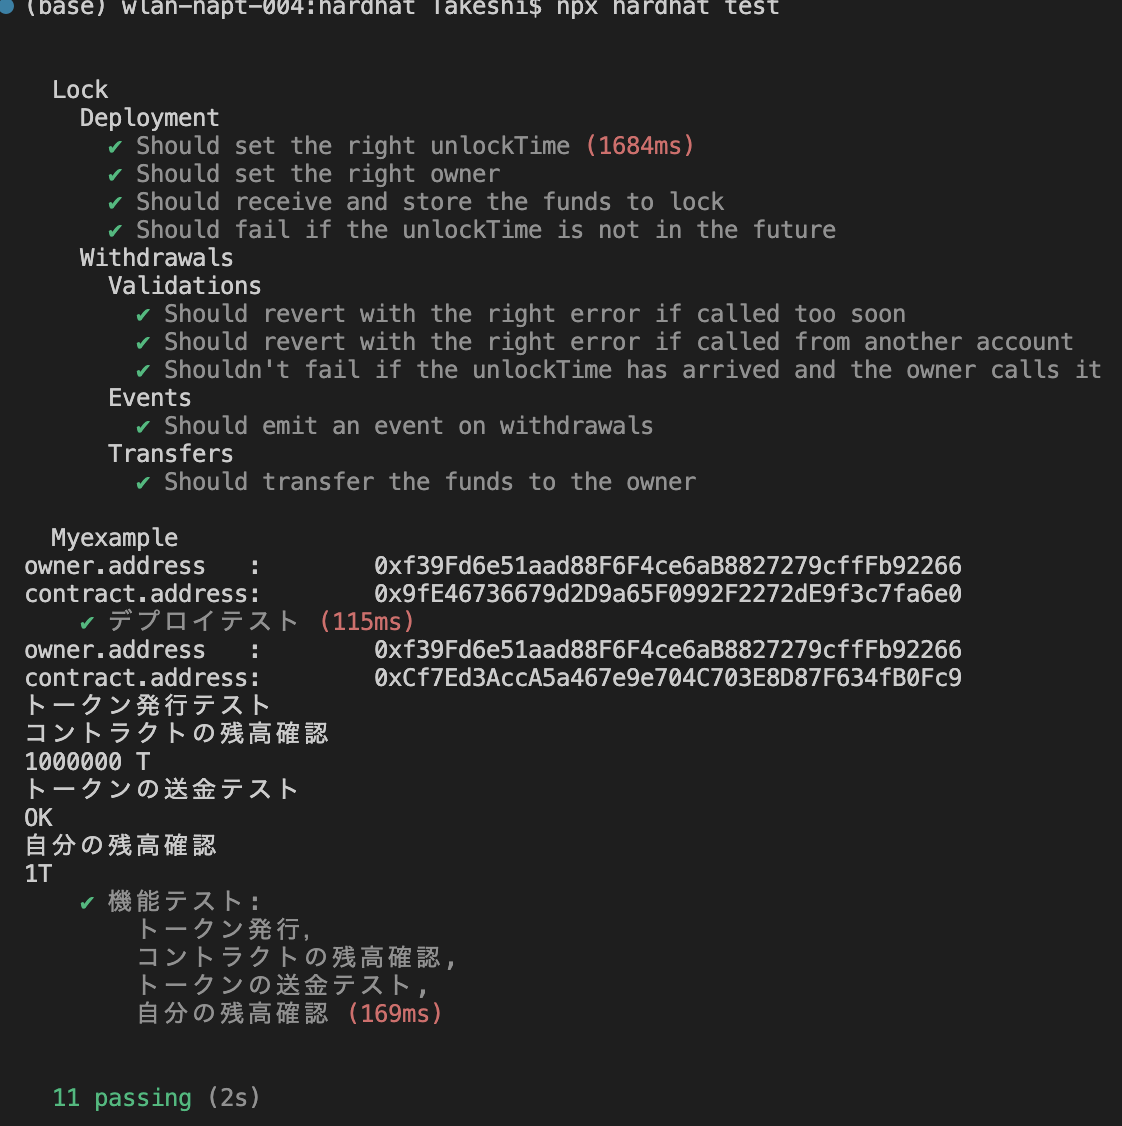 (base) wlan-napt-004:hardhat Takeshi$ npx hardhat test
Lock
Deployment
✔ Should set the right unlockTime (1684ms)
✔ Should set the right owner
✔ Should receive and store the funds to lock
✔ Should fail if the unlockTime is not in the future
Withdrawals
Validations
✔ Should revert with the right error if called too soon
✔ Should revert with the right error if called from another account
✔ Shouldn't fail if the unlockTime has arrived and the owner calls it
Events
✔ Should emit an event on withdrawals
Transfers
✔ Should transfer the funds to the owner
Myexample
owner.address   :        0xf39Fd6e51aad88F6F4ce6aB8827279cffFb92266
contract.address:        0x9fE46736679d2D9a65F0992F2272dE9f3c7fa6e0
✔ デプロイテスト (115ms)
owner.address   :        0xf39Fd6e51aad88F6F4ce6aB8827279cffFb92266
contract.address:        0xCf7Ed3AccA5a467e9e704C703E8D87F634fB0Fc9
トークン発行テスト
コントラクトの残高確認
1000000 T
トークンの送金テスト
OK
自分の残高確認
1T
✔ 機能テスト:
トークン発行,
コントラクトの残高確認,
トークンの送金テスト,
自分の残高確認 (169ms)
11 passing (2s)